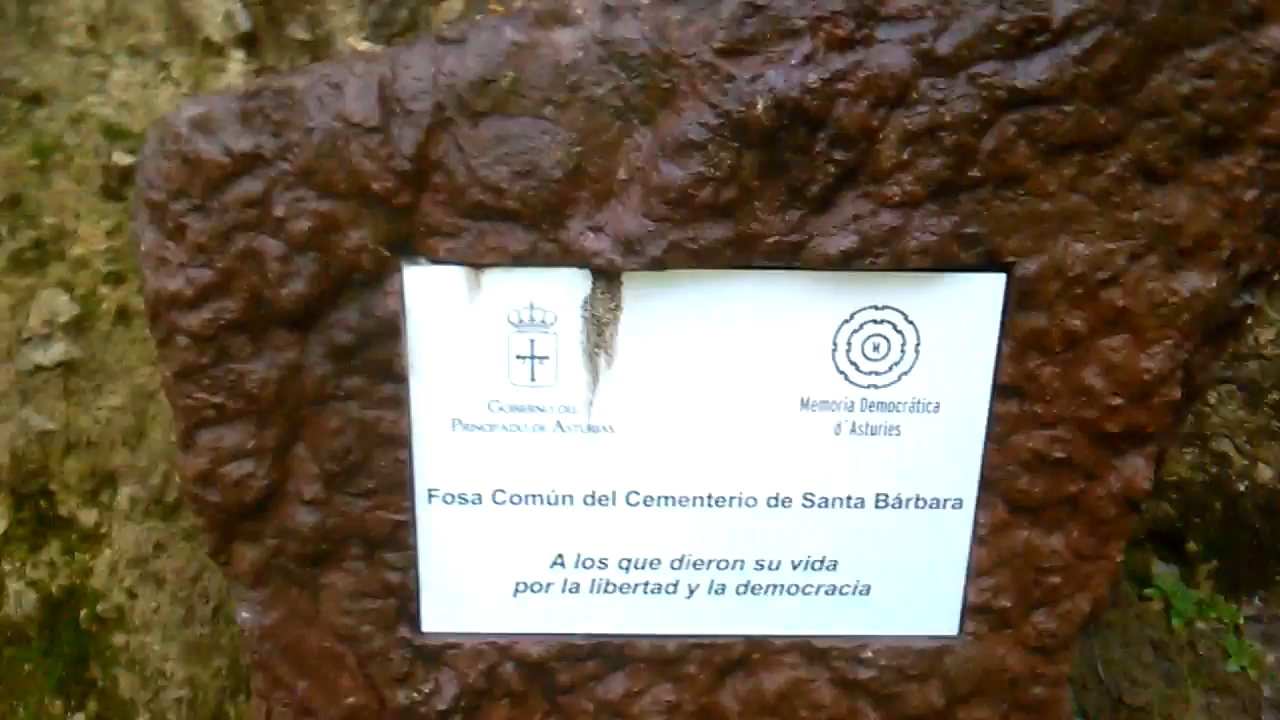 GOBIERNO DEL
PRINCIPADO DE ASTURIAS
M
Memoria Democrática
d´Asturies
Fosa Común del Cementerio de Santa Bárbara
A los que dieron su vida
por la libertad y la democracia